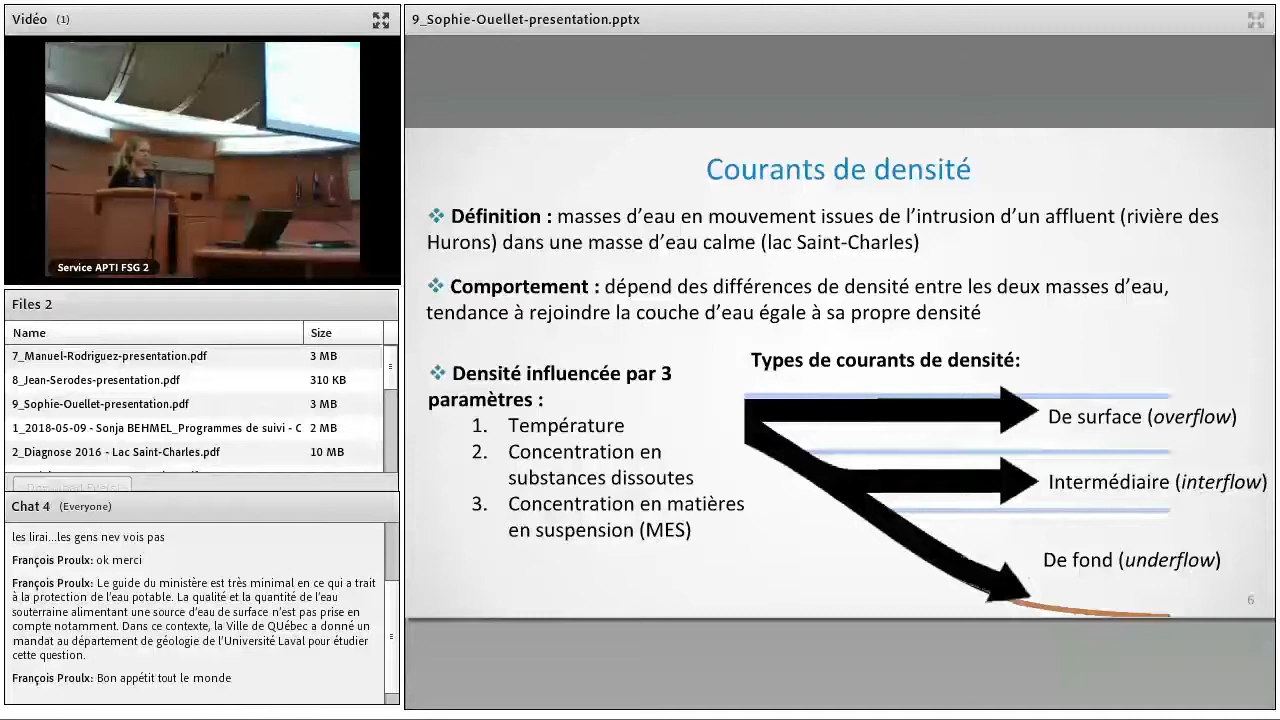 Vidéo (1)
Service APTI FSG 2
Files 2
Name Size
7_Manuel-Rodriguez-presentation.pdf 3 MB
8_Jean-Serodes-presentation.pdf 310 KB
9_Sophie-Ouellet-presentation.pdf 3 MB
1_2018-05-09 - Sonja BEHMEL_Programmes de suivi - C 2 MB
2_Diagnose 2016 - Lac Saint-Charles.pdf 10 MB
Chat 4 (Everyone)
les lirai...les gens nev vois pas
François Proulx: ok merci
François Proulx: Le guide du ministère est très minimal en ce qui a trait
à la protection de l'eau potable. La qualité et la quantité de l'eau
souterraine alimentant une source d'eau de surface n'est pas prise en
compte notamment. Dans ce contexte, la Ville de QUébec a donné un
mandat au département de géologie de l'Université Laval pour étudier
cette question.
François Proulx: Bon appétit tout le monde
9_Sophie-Ouellet-presentation.pptx
Courants de densité
❖ Définition : masses d'eau en mouvement issues de l'intrusion d'un affluent (rivière des
Hurons) dans une masse d'eau calme (lac Saint-Charles)
❖ Comportement : dépend des différences de densité entre les deux masses d'eau,
tendance à rejoindre la couche d'eau égale à sa propre densité
❖ Densité influencée par 3
paramètres :
1. Température
2. Concentration en
substances dissoutes
3. Concentration en matières
en suspension (MES)
Types de courants de densité:
De surface (overflow)
Intermédiaire (interflow)
De fond (underflow)
6